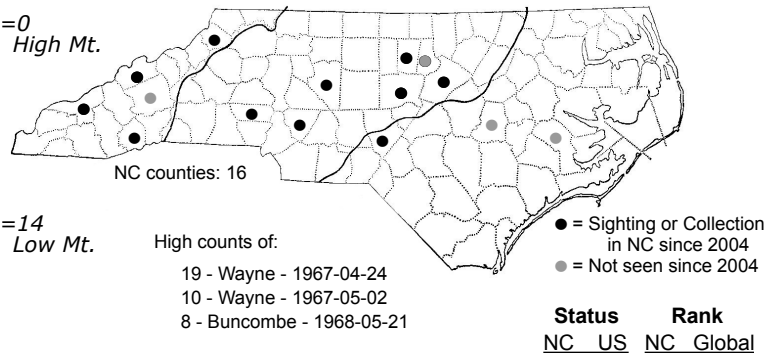 =0
High Mt.
NC counties: 16
=14
Low Mt.
High counts of:
19 - Wayne - 1967-04-24
10 - Wayne - 1967-05-02
8 - Buncombe - 1968-05-21
= Sighting or Collection
in NC since 2004
= Not seen since 2004
Status Rank
NC US NC Global